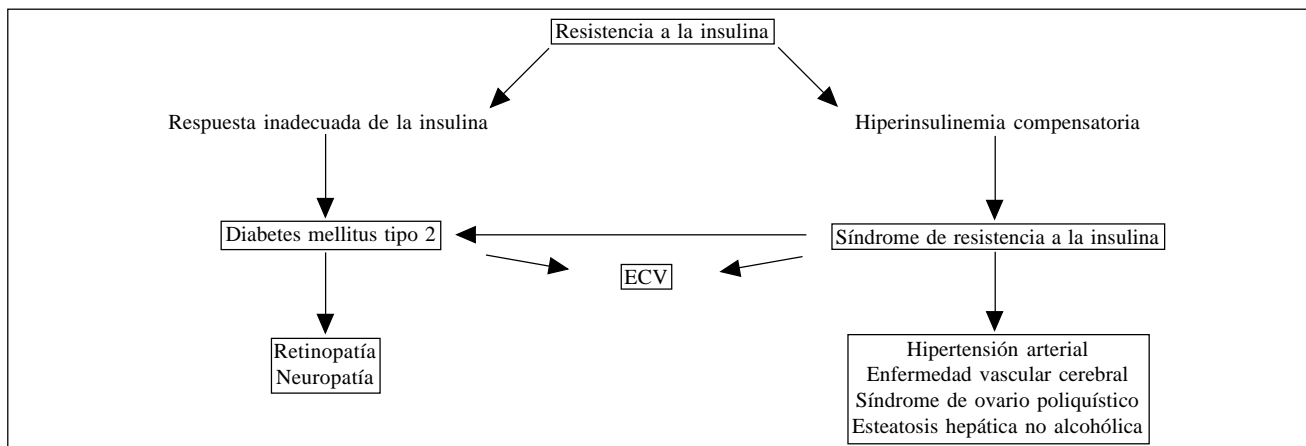 Resistencia a la insulina
Respuesta inadecuada de la insulina
Hiperinsulinemia compensatoria
Diabetes mellitus tipo 2
Síndrome de resistencia a la insulina
ECV
Retinopatía
Neuropatía
Hipertensión arterial
Enfermedad vascular cerebral
Síndrome de ovario poliquístico
Esteatosis hepática no alcohólica